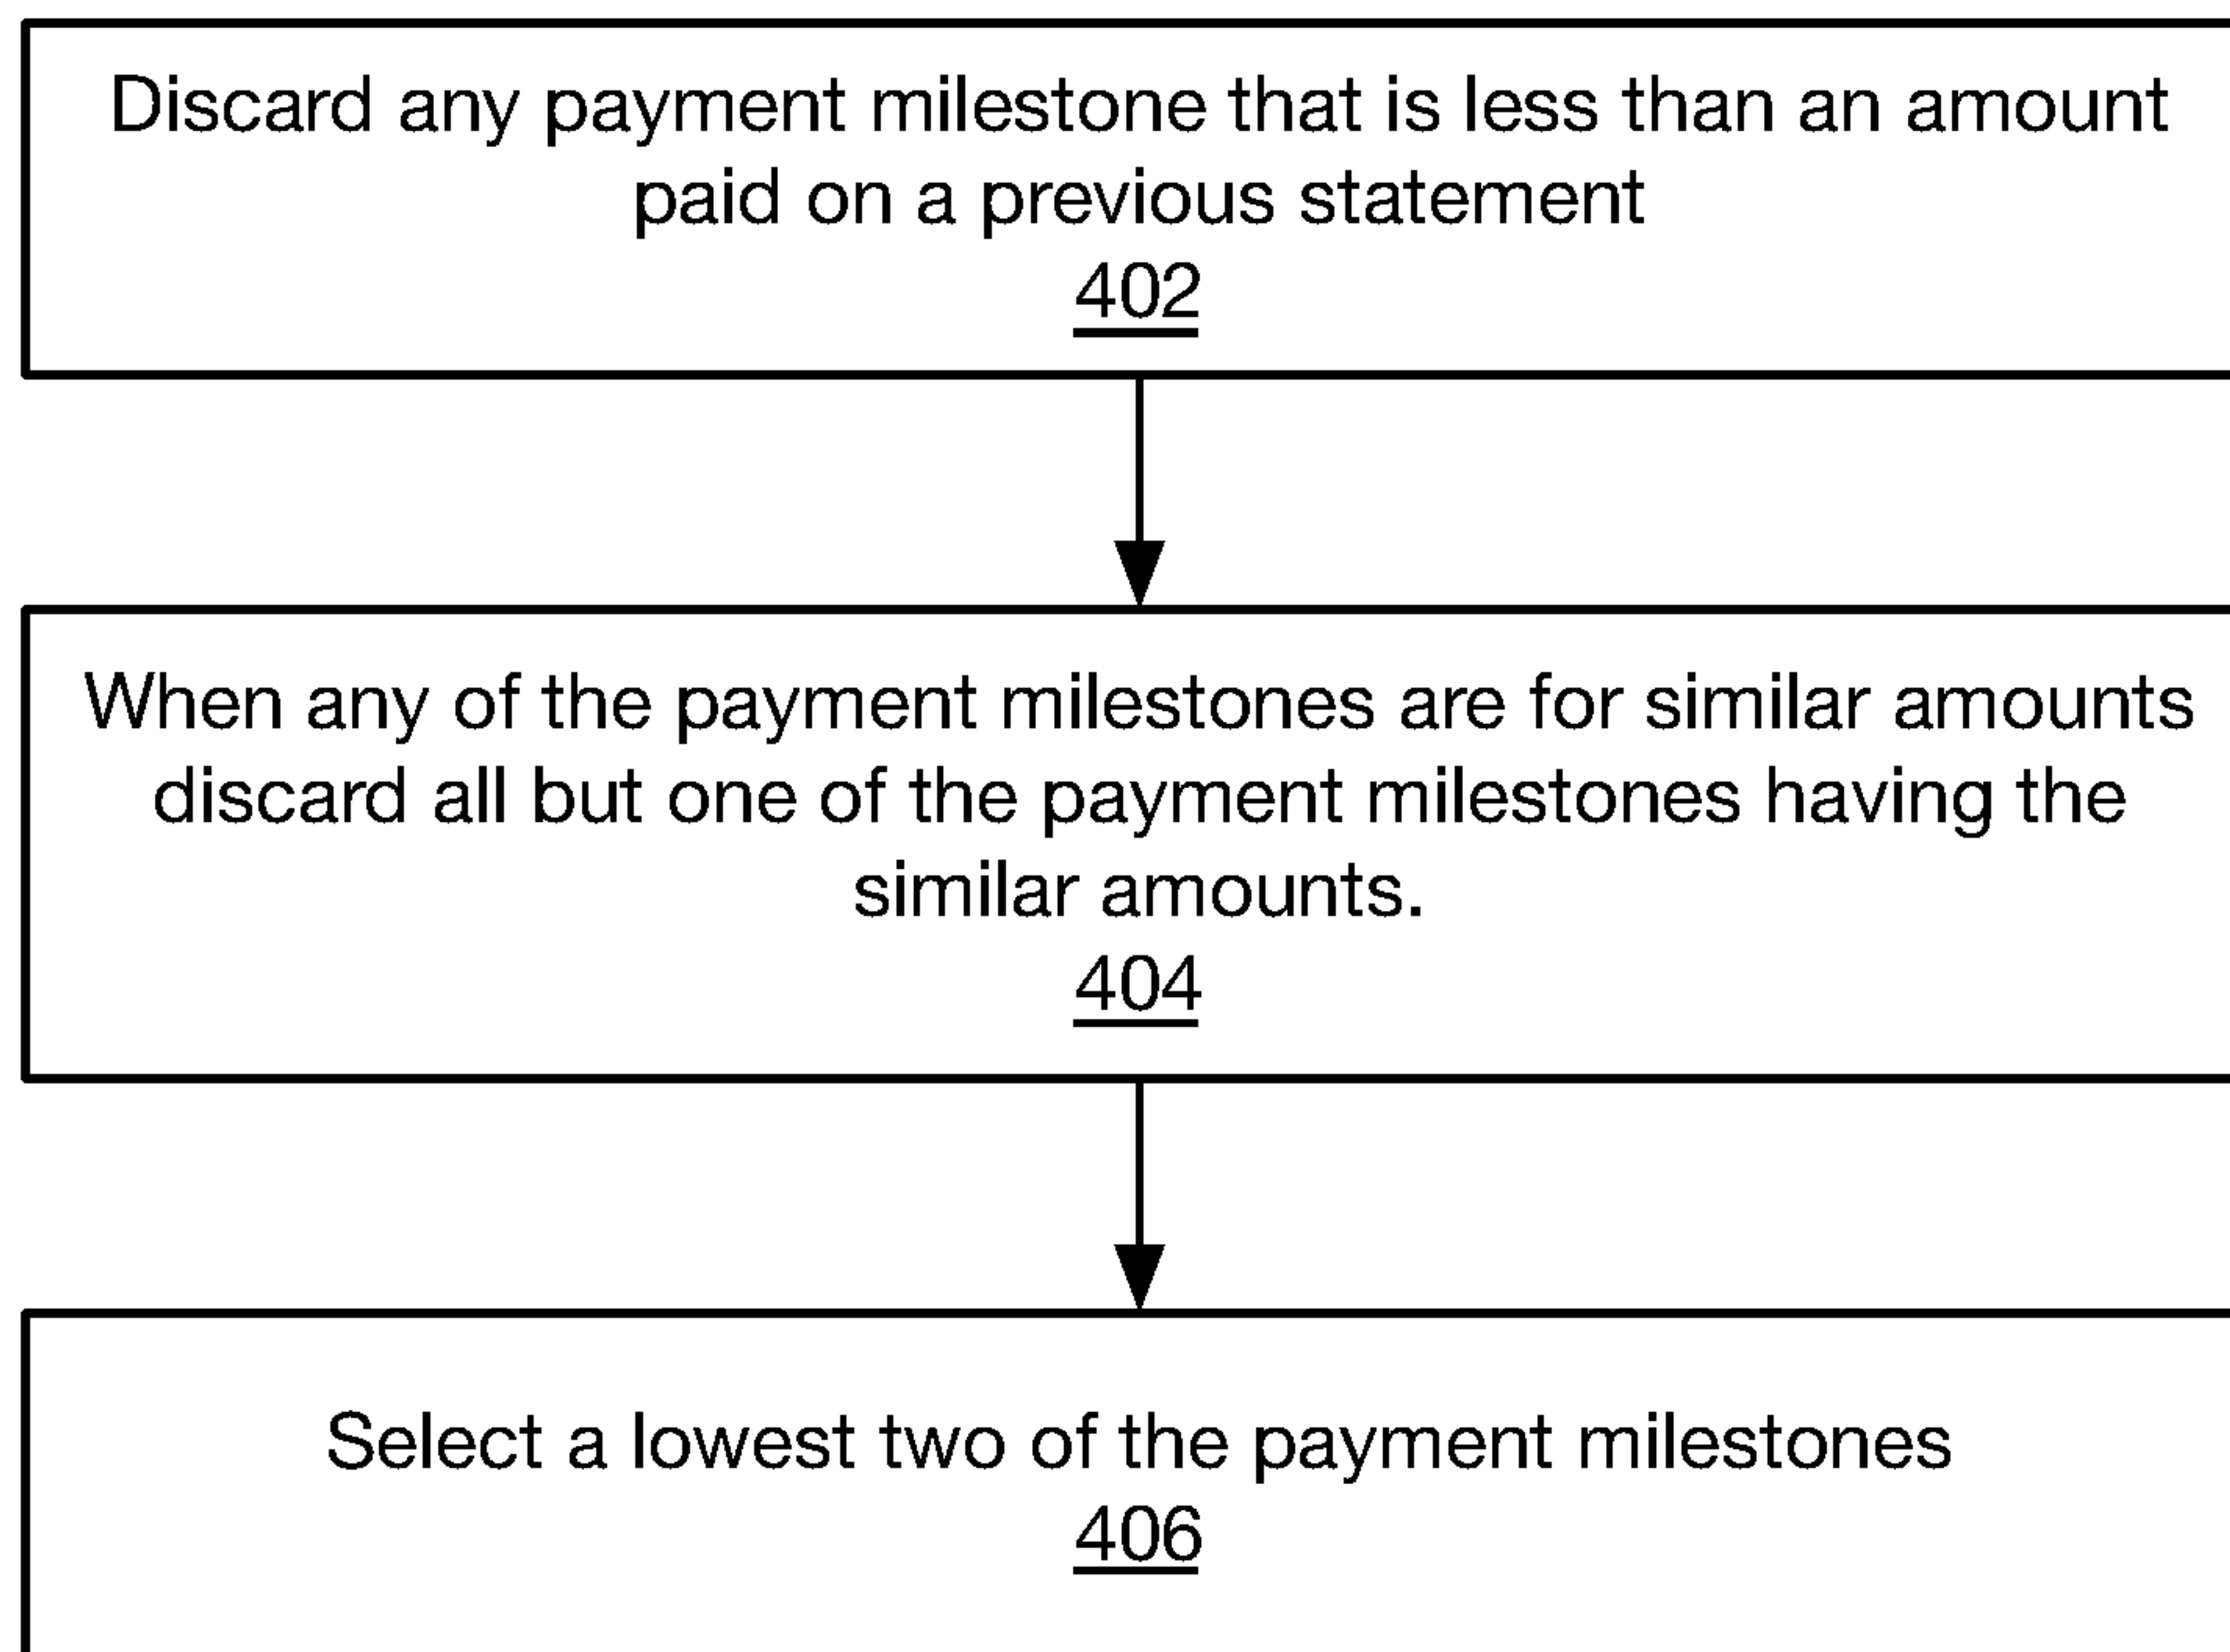 Discard any payment milestone that is less than an amount
paid on a previous statement
402
When any of the payment milestones are for similar amounts
discard all but one of the payment milestones having the
similar amounts.
404
Select a lowest two of the payment milestones
406